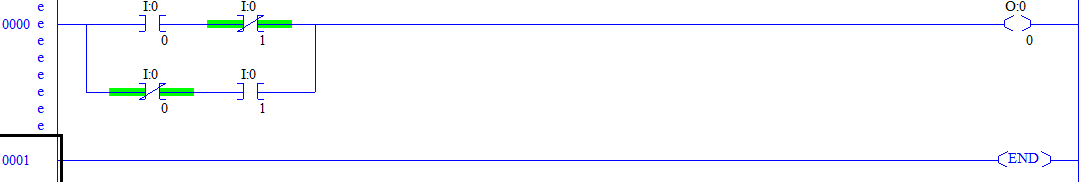 e I:0 I:0 O:0
0000 e
e 0 1 0
e
e I:0 I:0
e
e 0 1
e
0001 END